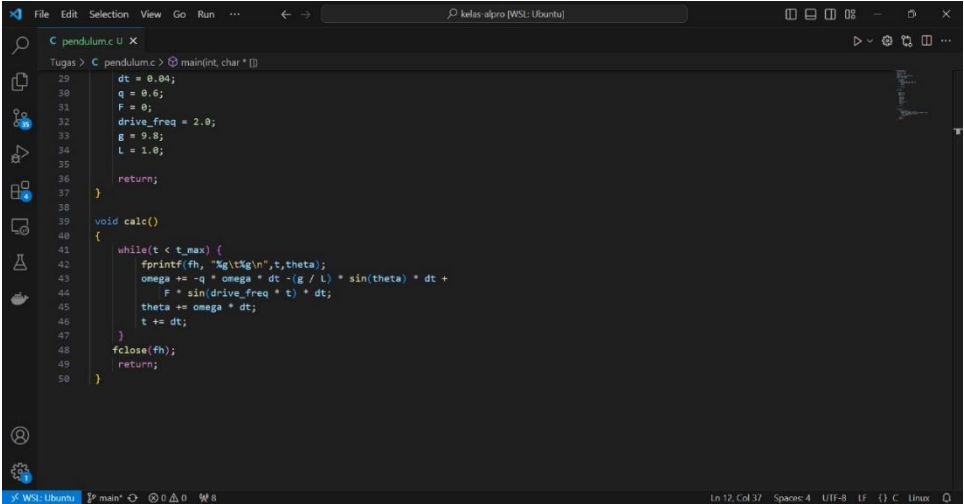 File Edit Selection View Go Run ...
kelas-alpro [WSL: Ubuntu]
C pendulum.c U X
Tugas > C pendulum.c > main(int, char * [])
29 dt = 0.04;
30 q = 0.6;
31 F = 0;
32 drive_freq = 2.0;
33 g = 9.8;
34 L = 1.0;
35
36 return;
37 }
38
39 void calc()
40 {
41 while(t < t_max) {
42 fprintf(fh, "%g\t%g\n",t,theta);
43 omega += -q * omega * dt -(g / L) * sin(theta) * dt +
44 F * sin(drive_freq * t) * dt;
45 theta += omega * dt;
46 t += dt;
47 }
48 fclose(fh);
49 return;
50 }
35
4
1
WSL: Ubuntu main* 0 0 8 Ln 12, Col 37 Spaces: 4 UTF-8 LF {} C Linux